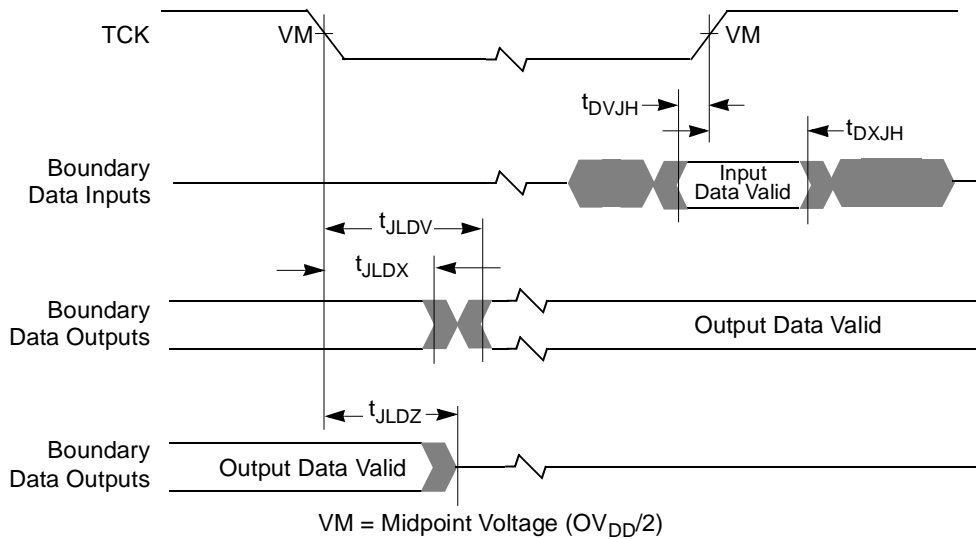 TCK
VM
VM
tDVJH
tDXJH
Boundary
Data Inputs
Input
Data Valid
tJLDV
tJLDX
Boundary
Data Outputs
Output Data Valid
tJLDZ
Boundary
Data Outputs
Output Data Valid
VM = Midpoint Voltage (OVDD/2)